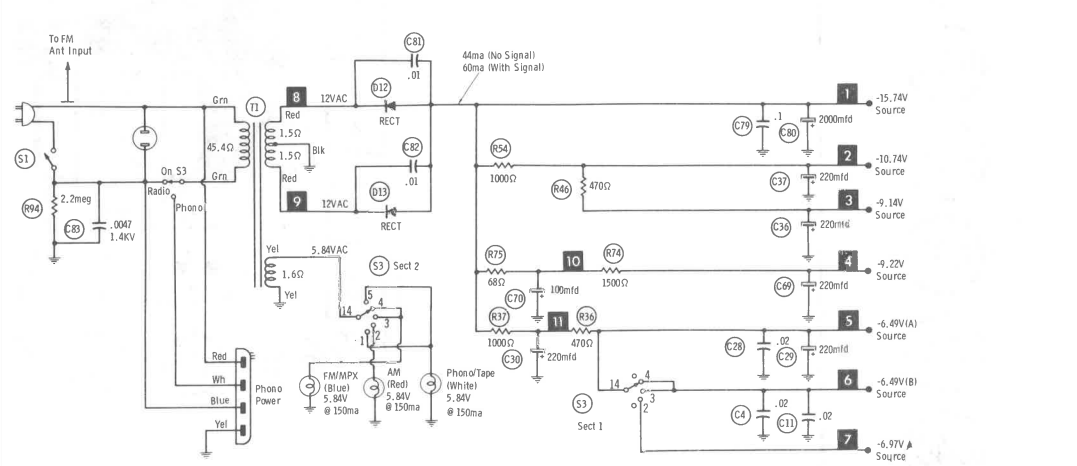 To FM
Ant Input
S1
R94
2.2meg
C83
.0047
1.4KV
On S3
Radio
Phono
Grn
45.4Ω
Grn
T1
8
Red
12VAC
1.5Ω
1.5Ω
Blk
Red
9
12VAC
C81
.01
D12
RECT
C82
.01
D13
RECT
44ma (No Signal)
60ma (With Signal)
Yel
5.84VAC
1.6Ω
Yel
S3 Sect 2
5
4
14
3
1
2
FM/MPX
(Blue)
5.84V
@ 150ma
AM
(Red)
5.84V
@ 150ma
Phono/Tape
(White)
5.84V
@ 150ma
Red
Wh
Blue
Yel
Phono
Power
R54
1000Ω
R46
470Ω
R75
68Ω
10
R74
1500Ω
C70
100mfd
R37
1000Ω
11
R36
470Ω
C30
220mfd
S3
Sect 1
14
4
3
2
C79
.1
C80
2000mfd
+
1
-15.74V
Source
2
-10.74V
Source
C37
220mfd
+
3
-9.14V
Source
C36
220mfd
+
4
-9.22V
Source
C69
220mfd
+
5
-6.49V(A)
Source
C28
.02
C29
220mfd
+
6
-6.49V(B)
Source
C4
.02
C11
.02
7
-6.97V
Source